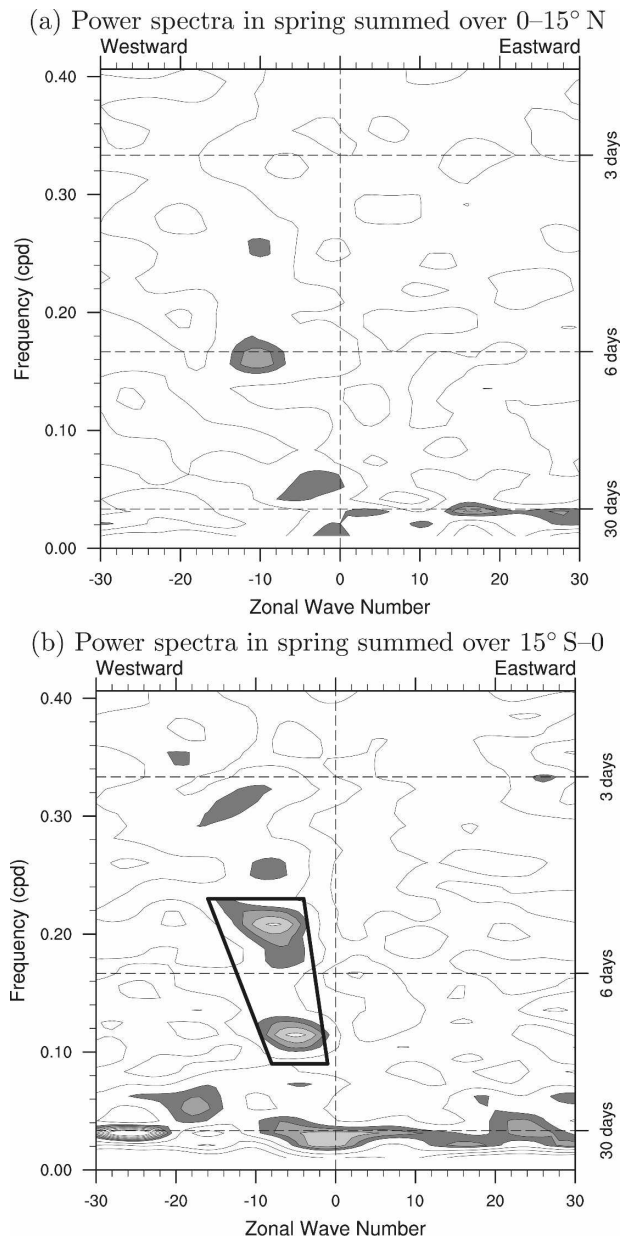 (a) Power spectra in spring summed over 0–15° N
Westward Eastward
0.40
0.30
0.20
0.10
0.00
Frequency (cpd)
3 days
6 days
30 days
-30 -20 -10 0 10 20 30
Zonal Wave Number
(b) Power spectra in spring summed over 15° S–0
Westward Eastward
0.40
0.30
0.20
0.10
0.00
Frequency (cpd)
3 days
6 days
30 days
-30 -20 -10 0 10 20 30
Zonal Wave Number